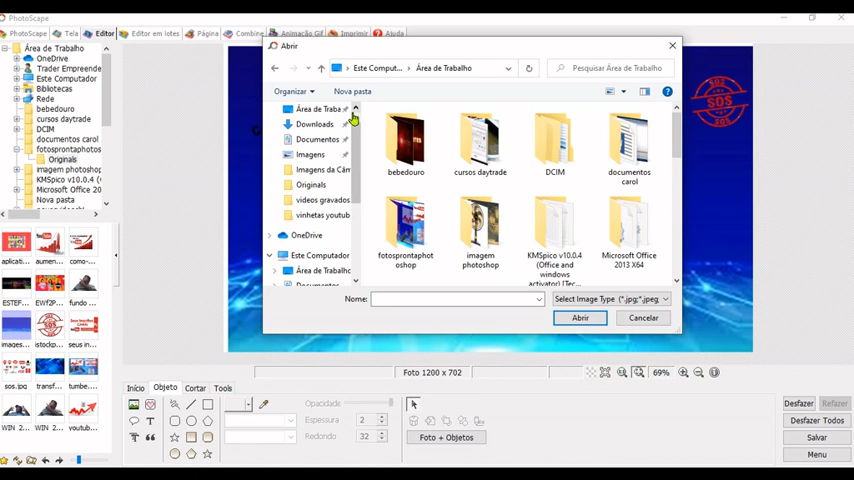 PhotoScape
PhotoScape Tela Editor Editor em lotes Página Combine Animação Gif Imprimir Ajuda
Área de Trabalho
OneDrive
Trader Empreende
Este Computador
Bibliotecas
Rede
bebedouro
cursos daytrade
DCIM
documentos carol
fotosprontaphoto
Originals
imagem photoshop
KMSpico v10.0.4 (
Microsoft Office 20
Nova pasta
aplicati... aumen... como-...
ESTEF... EWf2P... fundo ...
images... istockp... seus in...
sos.jpg transf... tumbe...
WIN 2... WIN 2... youtub...
SOS
Abrir
Este Comput... Área de Trabalho
Pesquisar Área de Trabalho
Organizar Nova pasta
Área de Traba
Downloads
Documentos
Imagens
Imagens da Câm
Originals
videos gravados
vinhetas youtub
OneDrive
Este Computador
Área de Trabalho
Documentos
bebedouro
cursos daytrade
DCIM
documentos
carol
fotosprontaphot
oshop
imagem
photoshop
KMSpico v10.0.4
(Office and
windows
activator) [Tec...
Microsoft Office
2013 X64
Nome:
Select Image Type (*.jpg;*.jpeg;
Abrir Cancelar
Foto 1200 x 702
69%
Início Objeto Cortar Tools
Opacidade
Espessura 2
Redondo 32
Foto + Objetos
Desfazer Refazer
Desfazer Todos
Salvar
Menu